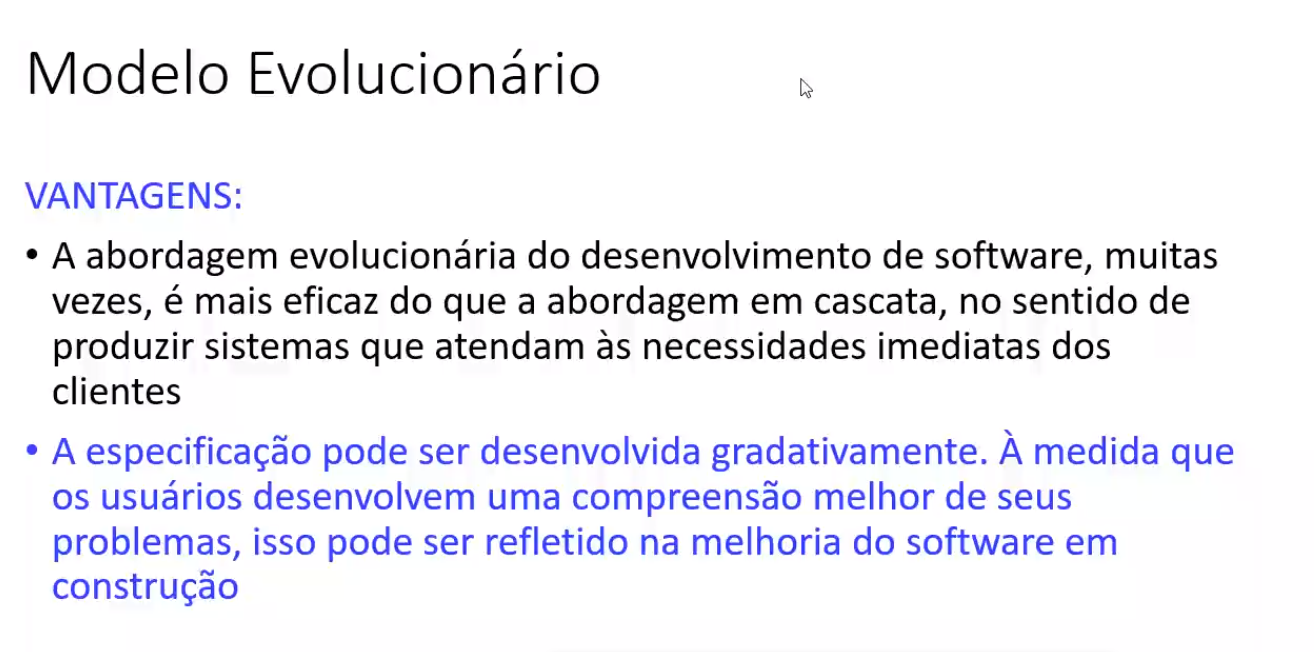 Modelo Evolucionário
VANTAGENS:
• A abordagem evolucionária do desenvolvimento de software, muitas
vezes, é mais eficaz do que a abordagem em cascata, no sentido de
produzir sistemas que atendam às necessidades imediatas dos
clientes
• A especificação pode ser desenvolvida gradativamente. À medida que
os usuários desenvolvem uma compreensão melhor de seus
problemas, isso pode ser refletido na melhoria do software em
construção